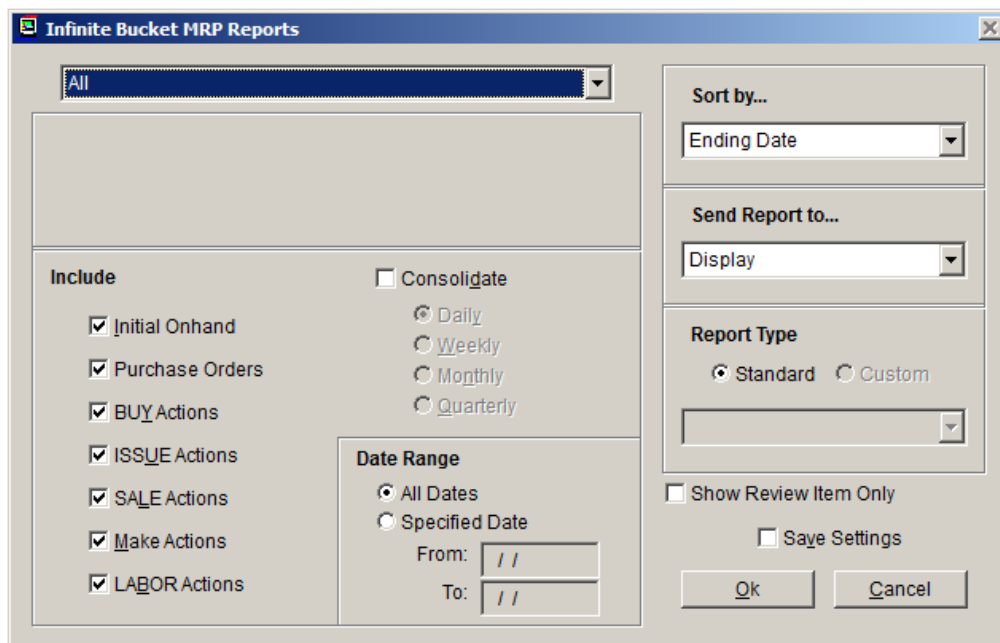 Infinite Bucket MRP Reports
All
Include
Initial Onhand
Purchase Orders
BUY Actions
ISSUE Actions
SALE Actions
Make Actions
LABOR Actions
Consolidate
Daily
Weekly
Monthly
Quarterly
Date Range
All Dates
Specified Date
From: / /
To: / /
Sort by...
Ending Date
Send Report to...
Display
Report Type
Standard Custom
Show Review Item Only
Save Settings
Ok Cancel